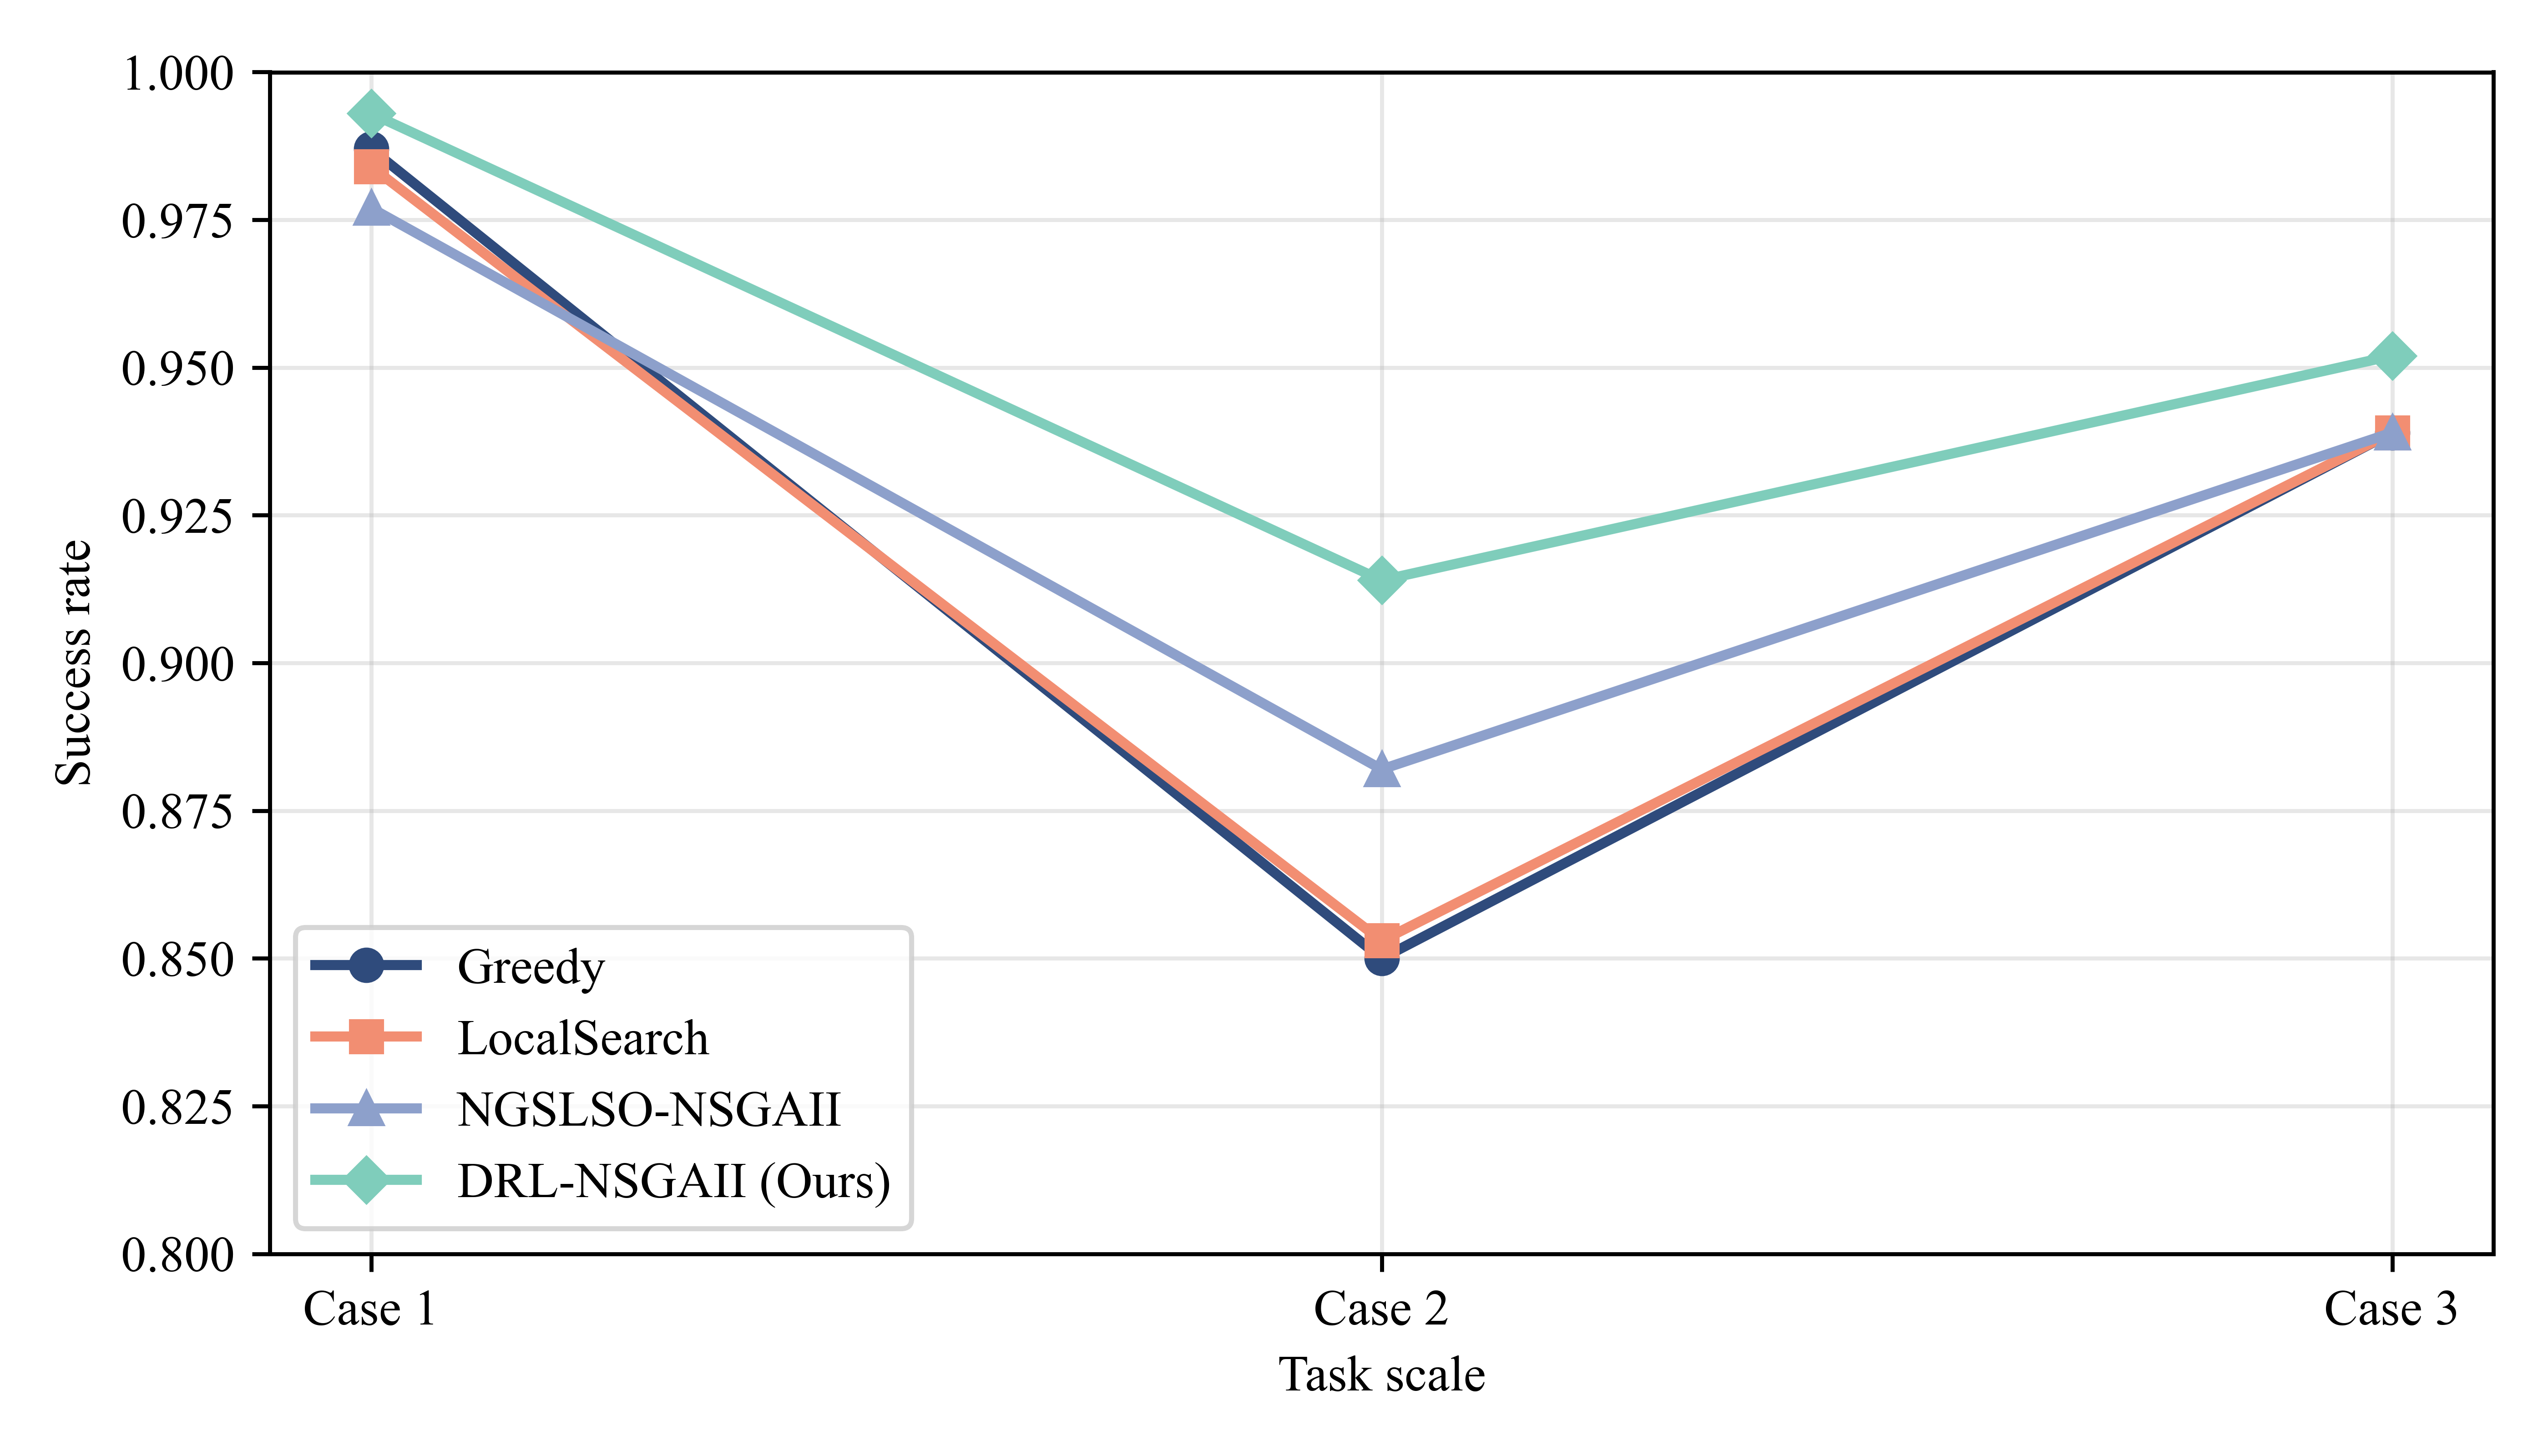 1.000
0.975
0.950
0.925
0.900
0.875
0.850
0.825
0.800
Success rate
Greedy
LocalSearch
NGSLSO-NSGAII
DRL-NSGAII (Ours)
Case 1
Case 2
Case 3
Task scale